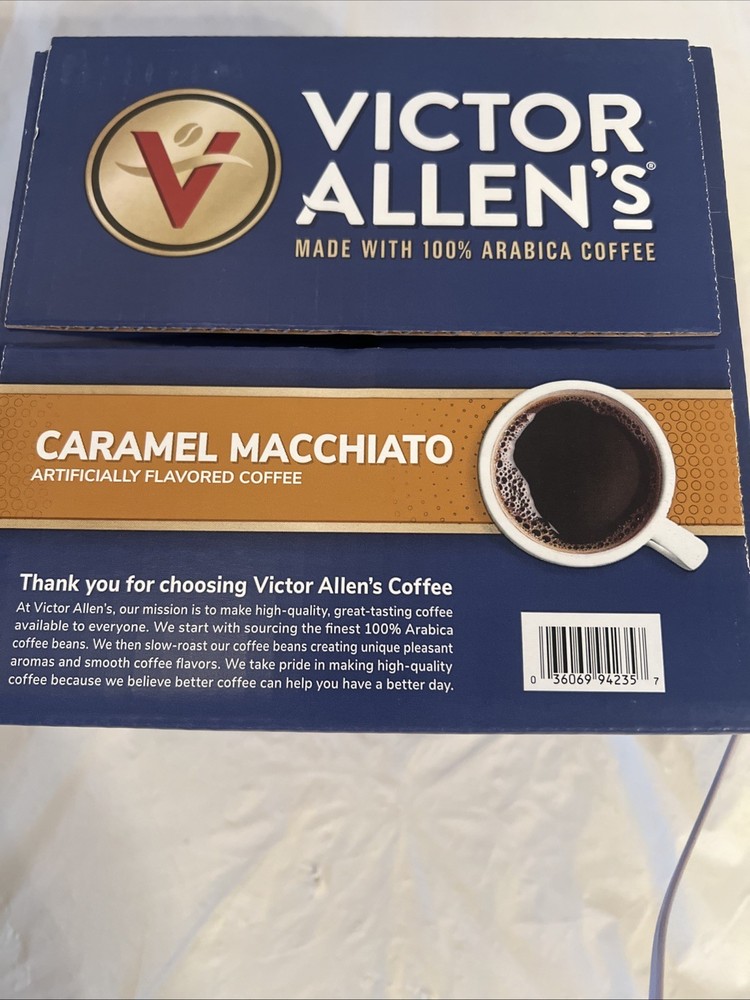 V
VICTOR
ALLEN'S®
MADE WITH 100% ARABICA COFFEE
CARAMEL MACCHIATO
ARTIFICIALLY FLAVORED COFFEE
Thank you for choosing Victor Allen's Coffee
At Victor Allen's, our mission is to make high-quality, great-tasting coffee
available to everyone. We start with sourcing the finest 100% Arabica
coffee beans. We then slow-roast our coffee beans creating unique pleasant
aromas and smooth coffee flavors. We take pride in making high-quality
coffee because we believe better coffee can help you have a better day.
0 36069 94235 7